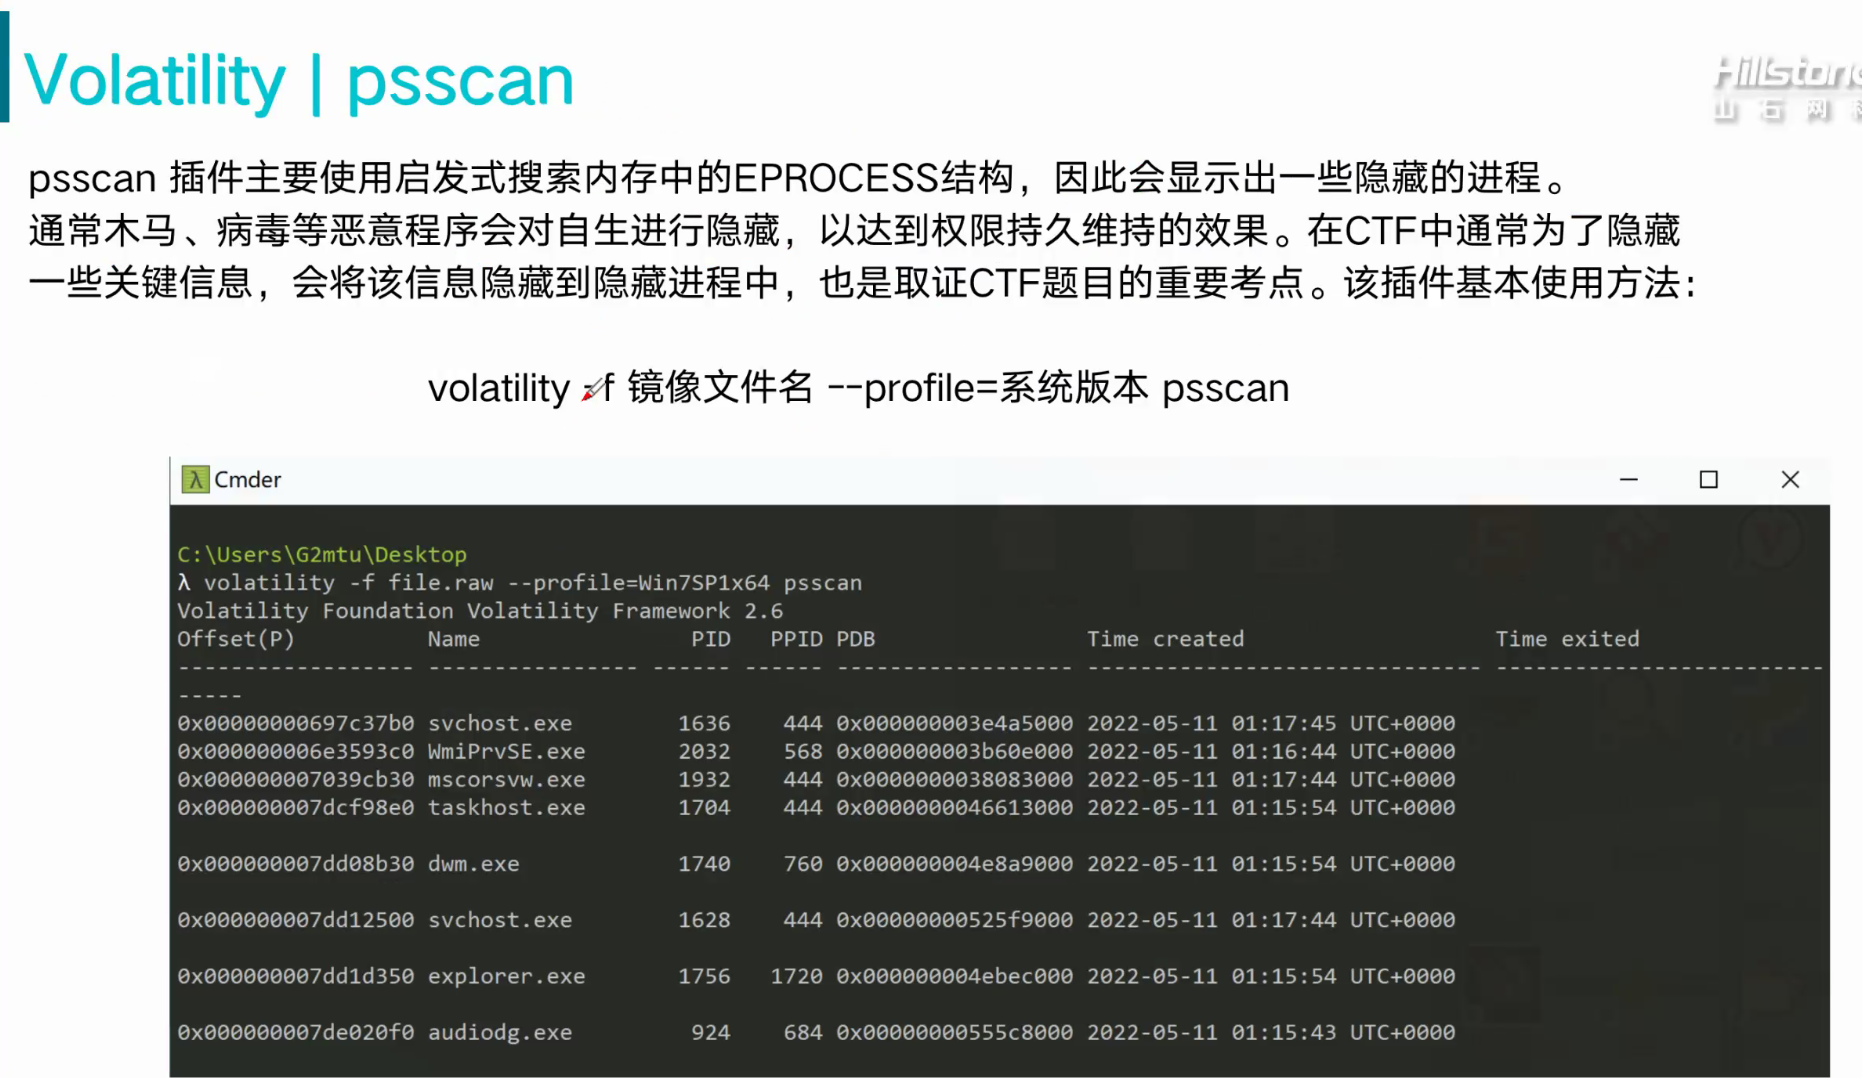 Volatility | psscan
Hillstone
山石网科
psscan 插件主要使用启发式搜索内存中的EPROCESS结构，因此会显示出一些隐藏的进程。
通常木马、病毒等恶意程序会对自生进行隐藏，以达到权限持久维持的效果。在CTF中通常为了隐藏
一些关键信息，会将该信息隐藏到隐藏进程中，也是取证CTF题目的重要考点。该插件基本使用方法：
volatility -f 镜像文件名 --profile=系统版本 psscan
λ Cmder
C:\Users\G2mtu\Desktop
λ volatility -f file.raw --profile=Win7SP1x64 psscan
Volatility Foundation Volatility Framework 2.6
Offset(P) Name PID PPID PDB Time created Time exited
------------------ ---------------- ------ ------ ------------------ ------------------------------ -------------------------
-----
0x00000000697c37b0 svchost.exe 1636 444 0x000000003e4a5000 2022-05-11 01:17:45 UTC+0000
0x000000006e3593c0 WmiPrvSE.exe 2032 568 0x000000003b60e000 2022-05-11 01:16:44 UTC+0000
0x000000007039cb30 mscorsvw.exe 1932 444 0x0000000038083000 2022-05-11 01:17:44 UTC+0000
0x000000007dcf98e0 taskhost.exe 1704 444 0x0000000046613000 2022-05-11 01:15:54 UTC+0000
0x000000007dd08b30 dwm.exe 1740 760 0x000000004e8a9000 2022-05-11 01:15:54 UTC+0000
0x000000007dd12500 svchost.exe 1628 444 0x00000000525f9000 2022-05-11 01:17:44 UTC+0000
0x000000007dd1d350 explorer.exe 1756 1720 0x000000004ebec000 2022-05-11 01:15:54 UTC+0000
0x000000007de020f0 audiodg.exe 924 684 0x00000000555c8000 2022-05-11 01:15:43 UTC+0000